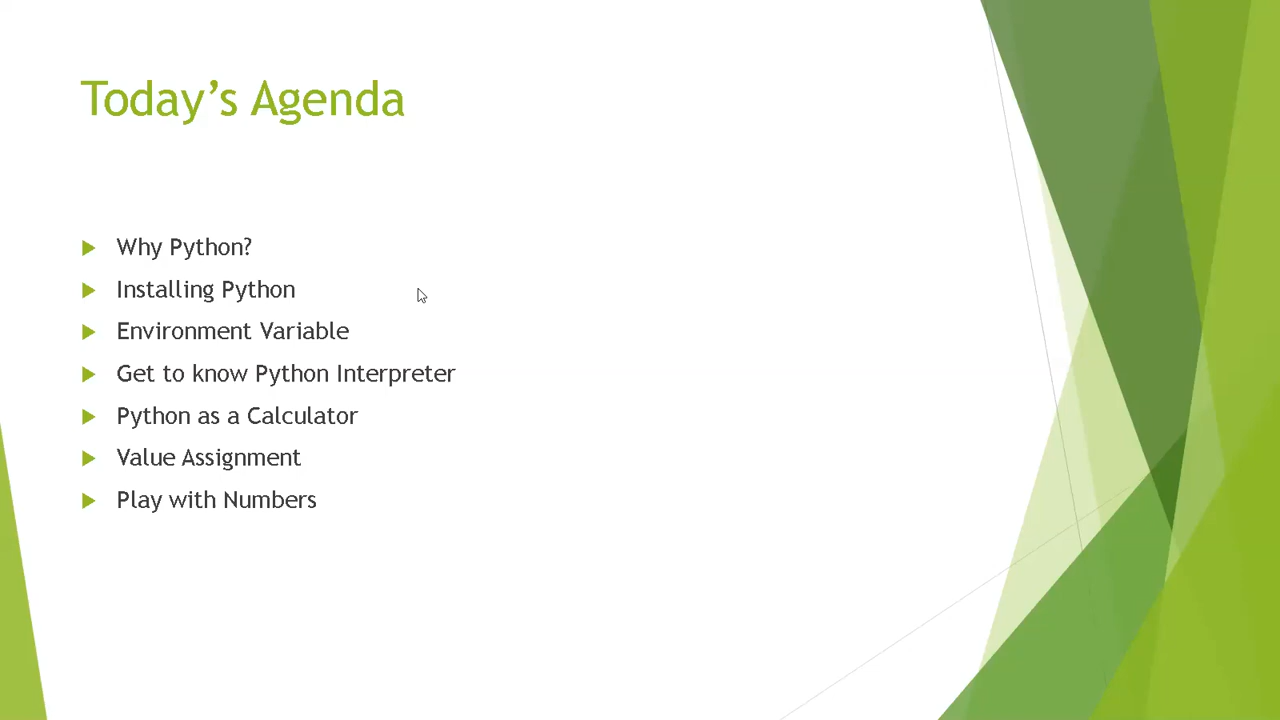 Today’s Agenda
Why Python?
Installing Python
Environment Variable
Get to know Python Interpreter
Python as a Calculator
Value Assignment
Play with Numbers